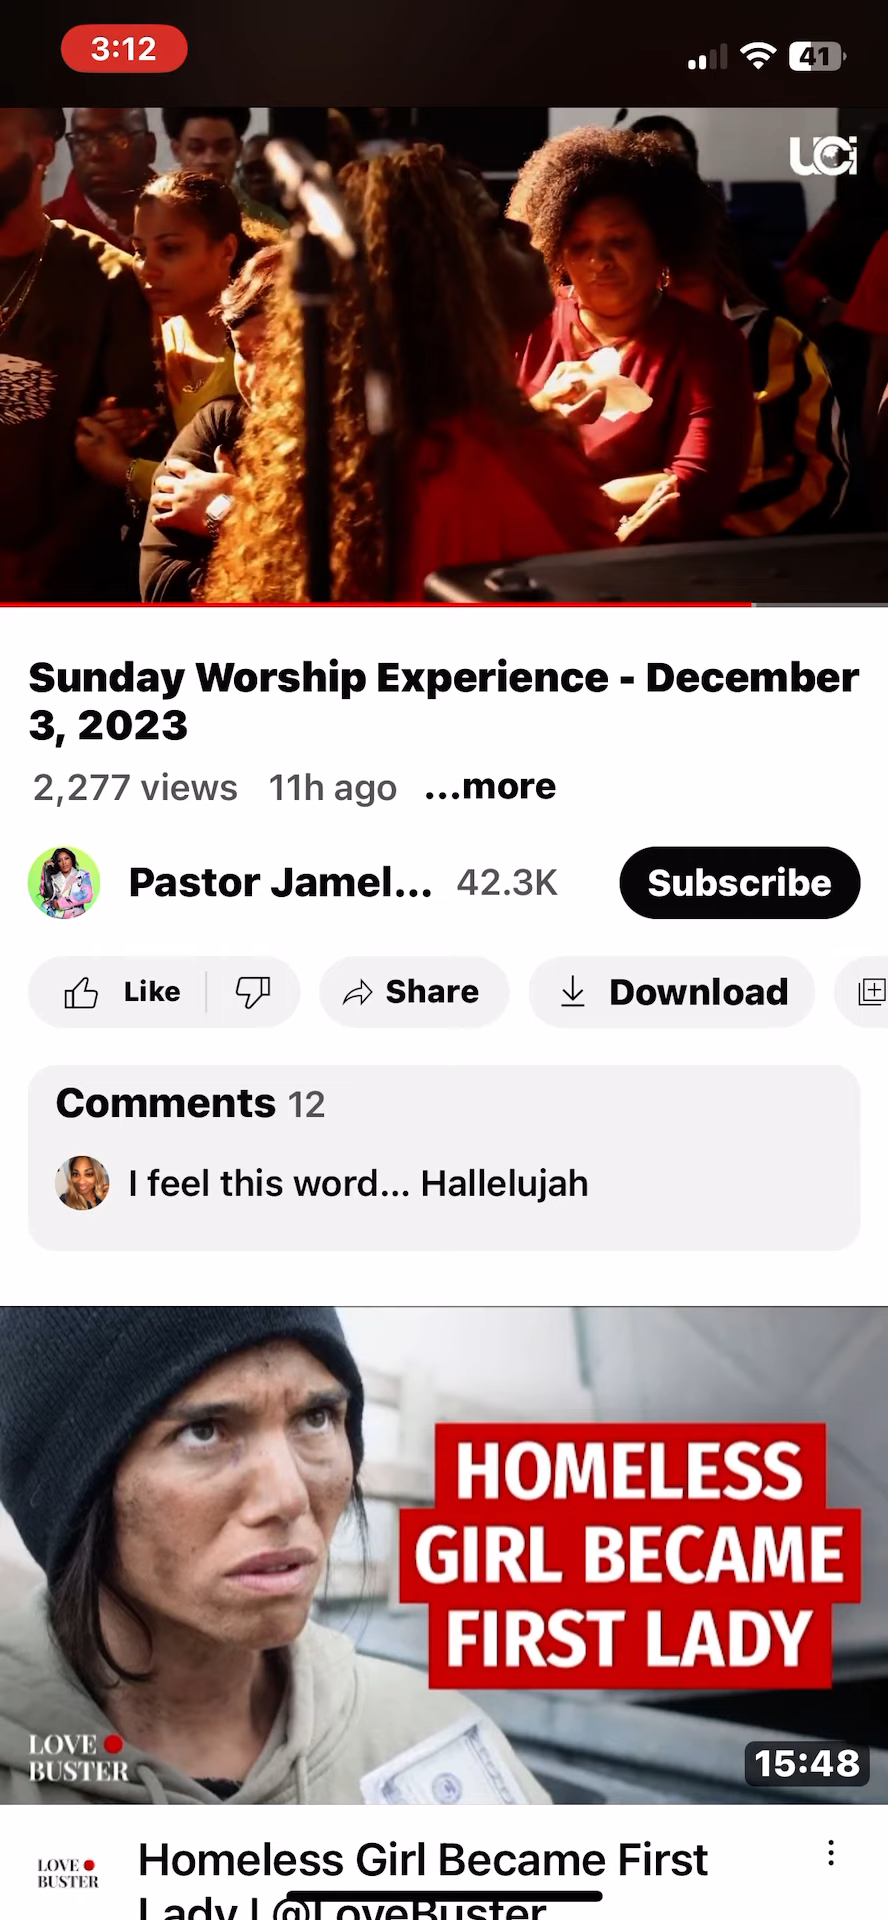 3:12
41
UCi
Sunday Worship Experience - December
3, 2023
2,277 views 11h ago ...more
Pastor Jamel... 42.3K Subscribe
Like Share Download
Comments 12
I feel this word... Hallelujah
HOMELESS
GIRL BECAME
FIRST LADY
LOVE
BUSTER
15:48
LOVE
BUSTER
Homeless Girl Became First
Lady | @LoveBuster